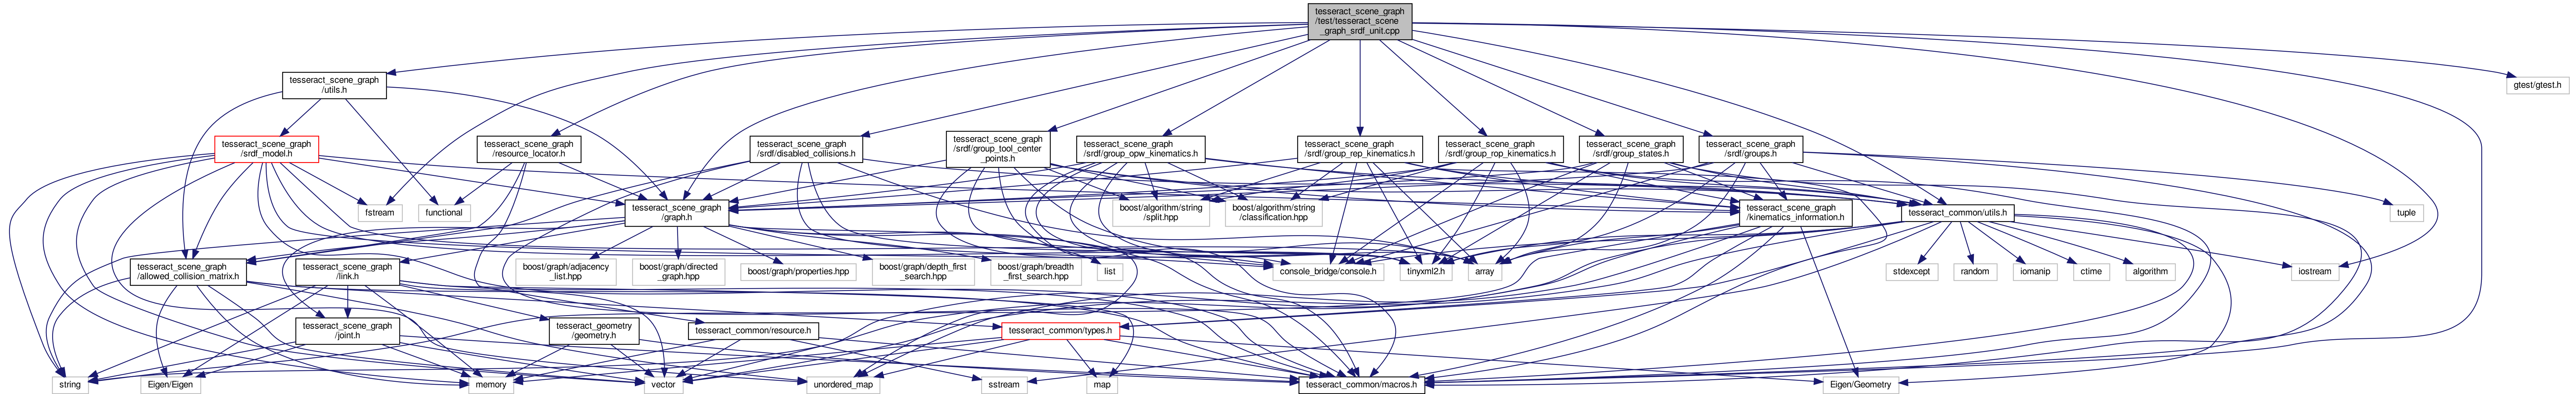 tesseract_scene_graph
/test/tesseract_scene
_graph_srdf_unit.cpp
tesseract_scene_graph
/utils.h
gtest/gtest.h
tesseract_scene_graph
/srdf_model.h
tesseract_scene_graph
/resource_locator.h
tesseract_scene_graph
/srdf/disabled_collisions.h
tesseract_scene_graph
/srdf/group_tool_center
_points.h
tesseract_scene_graph
/srdf/group_opw_kinematics.h
tesseract_scene_graph
/srdf/group_rep_kinematics.h
tesseract_scene_graph
/srdf/group_rop_kinematics.h
tesseract_scene_graph
/srdf/group_states.h
tesseract_scene_graph
/srdf/groups.h
fstream
functional
tesseract_scene_graph
/graph.h
boost/algorithm/string
/split.hpp
boost/algorithm/string
/classification.hpp
tesseract_scene_graph
/kinematics_information.h
tesseract_common/utils.h
tuple
tesseract_scene_graph
/allowed_collision_matrix.h
tesseract_scene_graph
/link.h
boost/graph/adjacency
_list.hpp
boost/graph/directed
_graph.hpp
boost/graph/properties.hpp
boost/graph/depth_first
_search.hpp
boost/graph/breadth
_first_search.hpp
list
console_bridge/console.h
tinyxml2.h
array
stdexcept
random
iomanip
ctime
algorithm
iostream
tesseract_scene_graph
/joint.h
tesseract_geometry
/geometry.h
tesseract_common/resource.h
tesseract_common/types.h
string
Eigen/Eigen
memory
vector
unordered_map
sstream
map
tesseract_common/macros.h
Eigen/Geometry